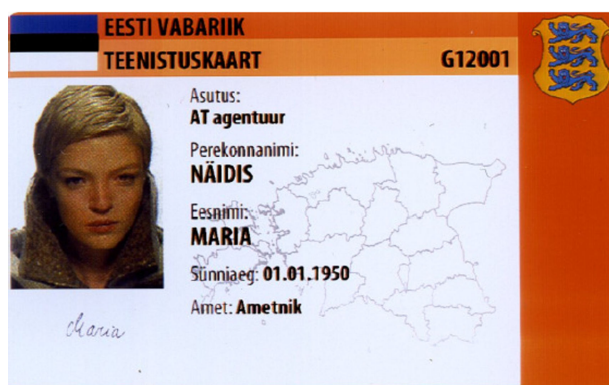 EESTI VABARIIK
TEENISTUSKAART G12001
Asutus:
AT agentuur
Perekonnanimi:
NÄIDIS
Eesnimi:
MARIA
Sünniaeg: 01.01.1950
Amet: Ametnik
Maria